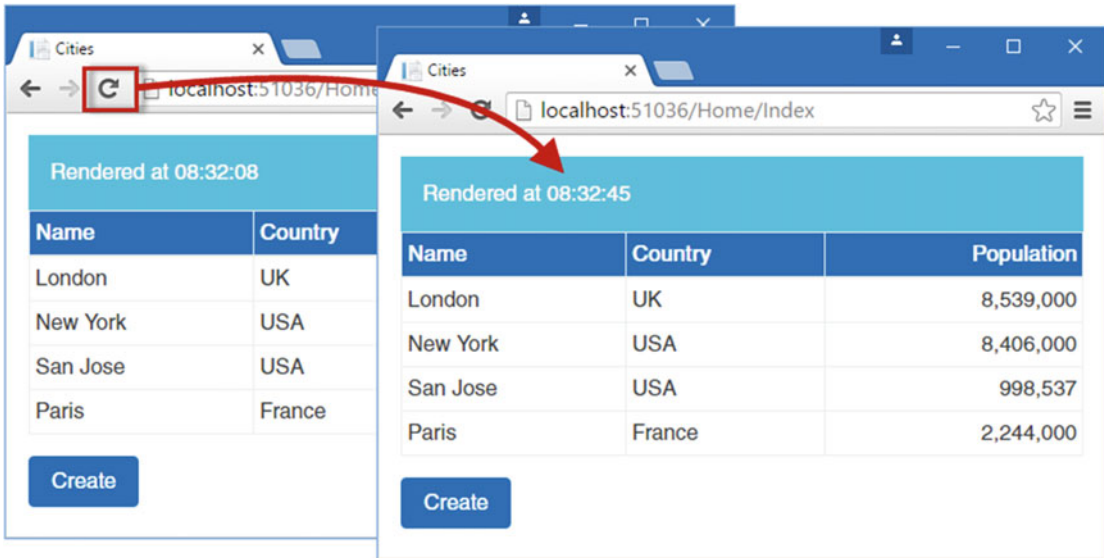 Cities
localhost:51036/Home
Rendered at 08:32:08
Name Country
London UK
New York USA
San Jose USA
Paris France
Create
Cities
localhost:51036/Home/Index
Rendered at 08:32:45
Name Country Population
London UK 8,539,000
New York USA 8,406,000
San Jose USA 998,537
Paris France 2,244,000
Create